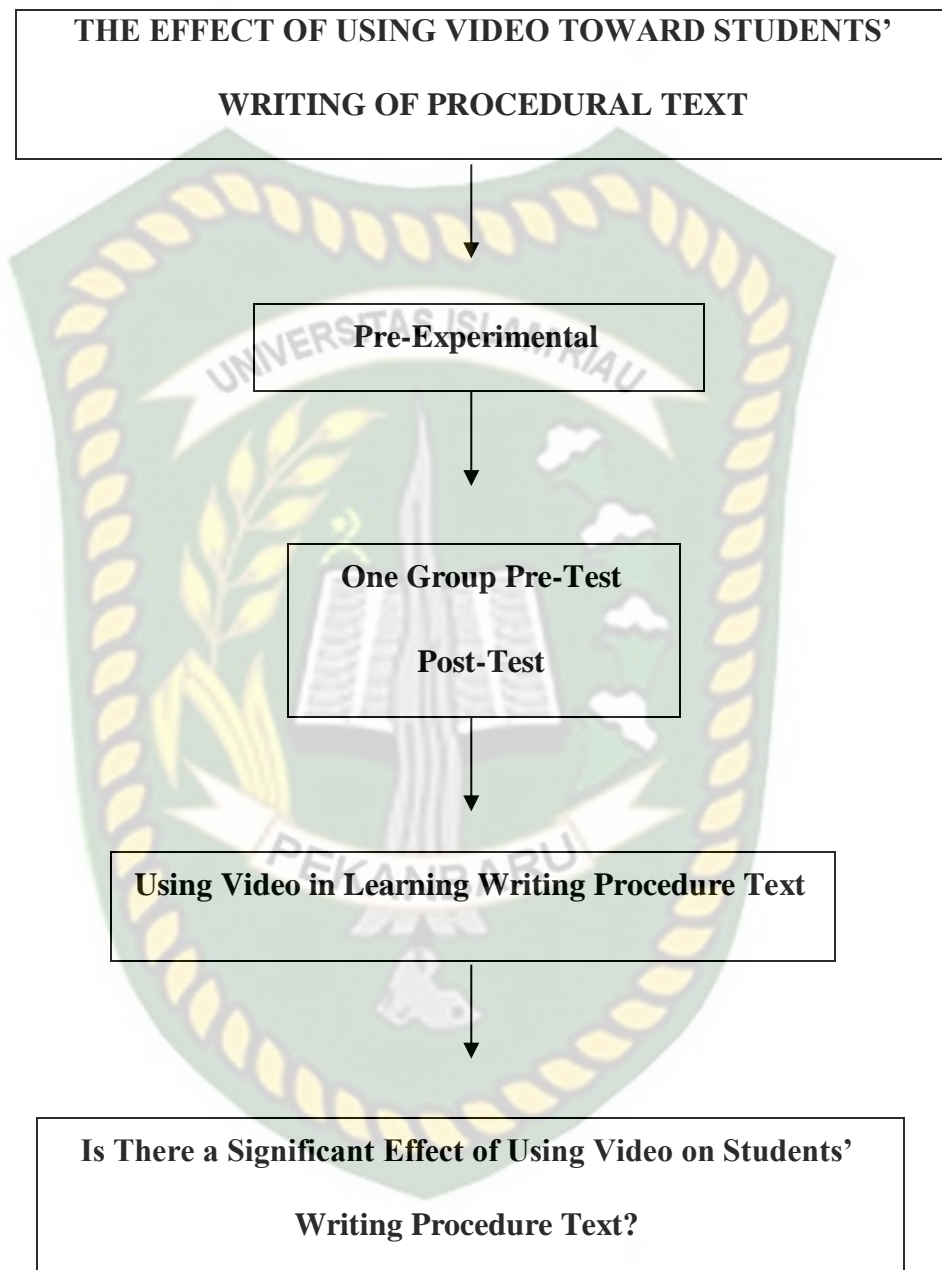 THE EFFECT OF USING VIDEO TOWARD STUDENTS’
WRITING OF PROCEDURAL TEXT
UNIVERSITAS ISLAM RIAU
Pre-Experimental
One Group Pre-Test
Post-Test
PEKANBARU
Using Video in Learning Writing Procedure Text
Is There a Significant Effect of Using Video on Students’
Writing Procedure Text?